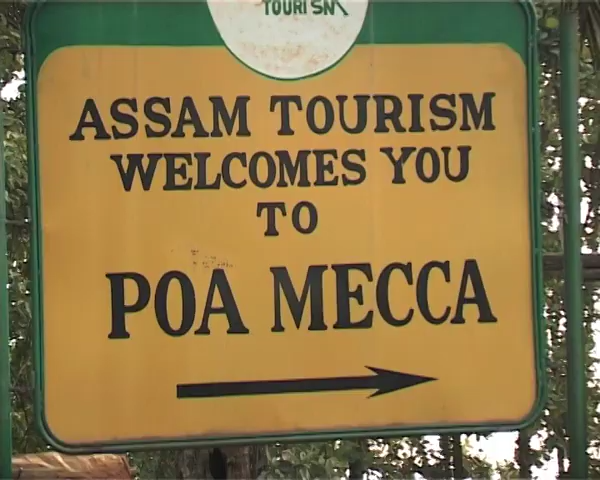 TOURISM
ASSAM TOURISM
WELCOMES YOU
TO
POA MECCA